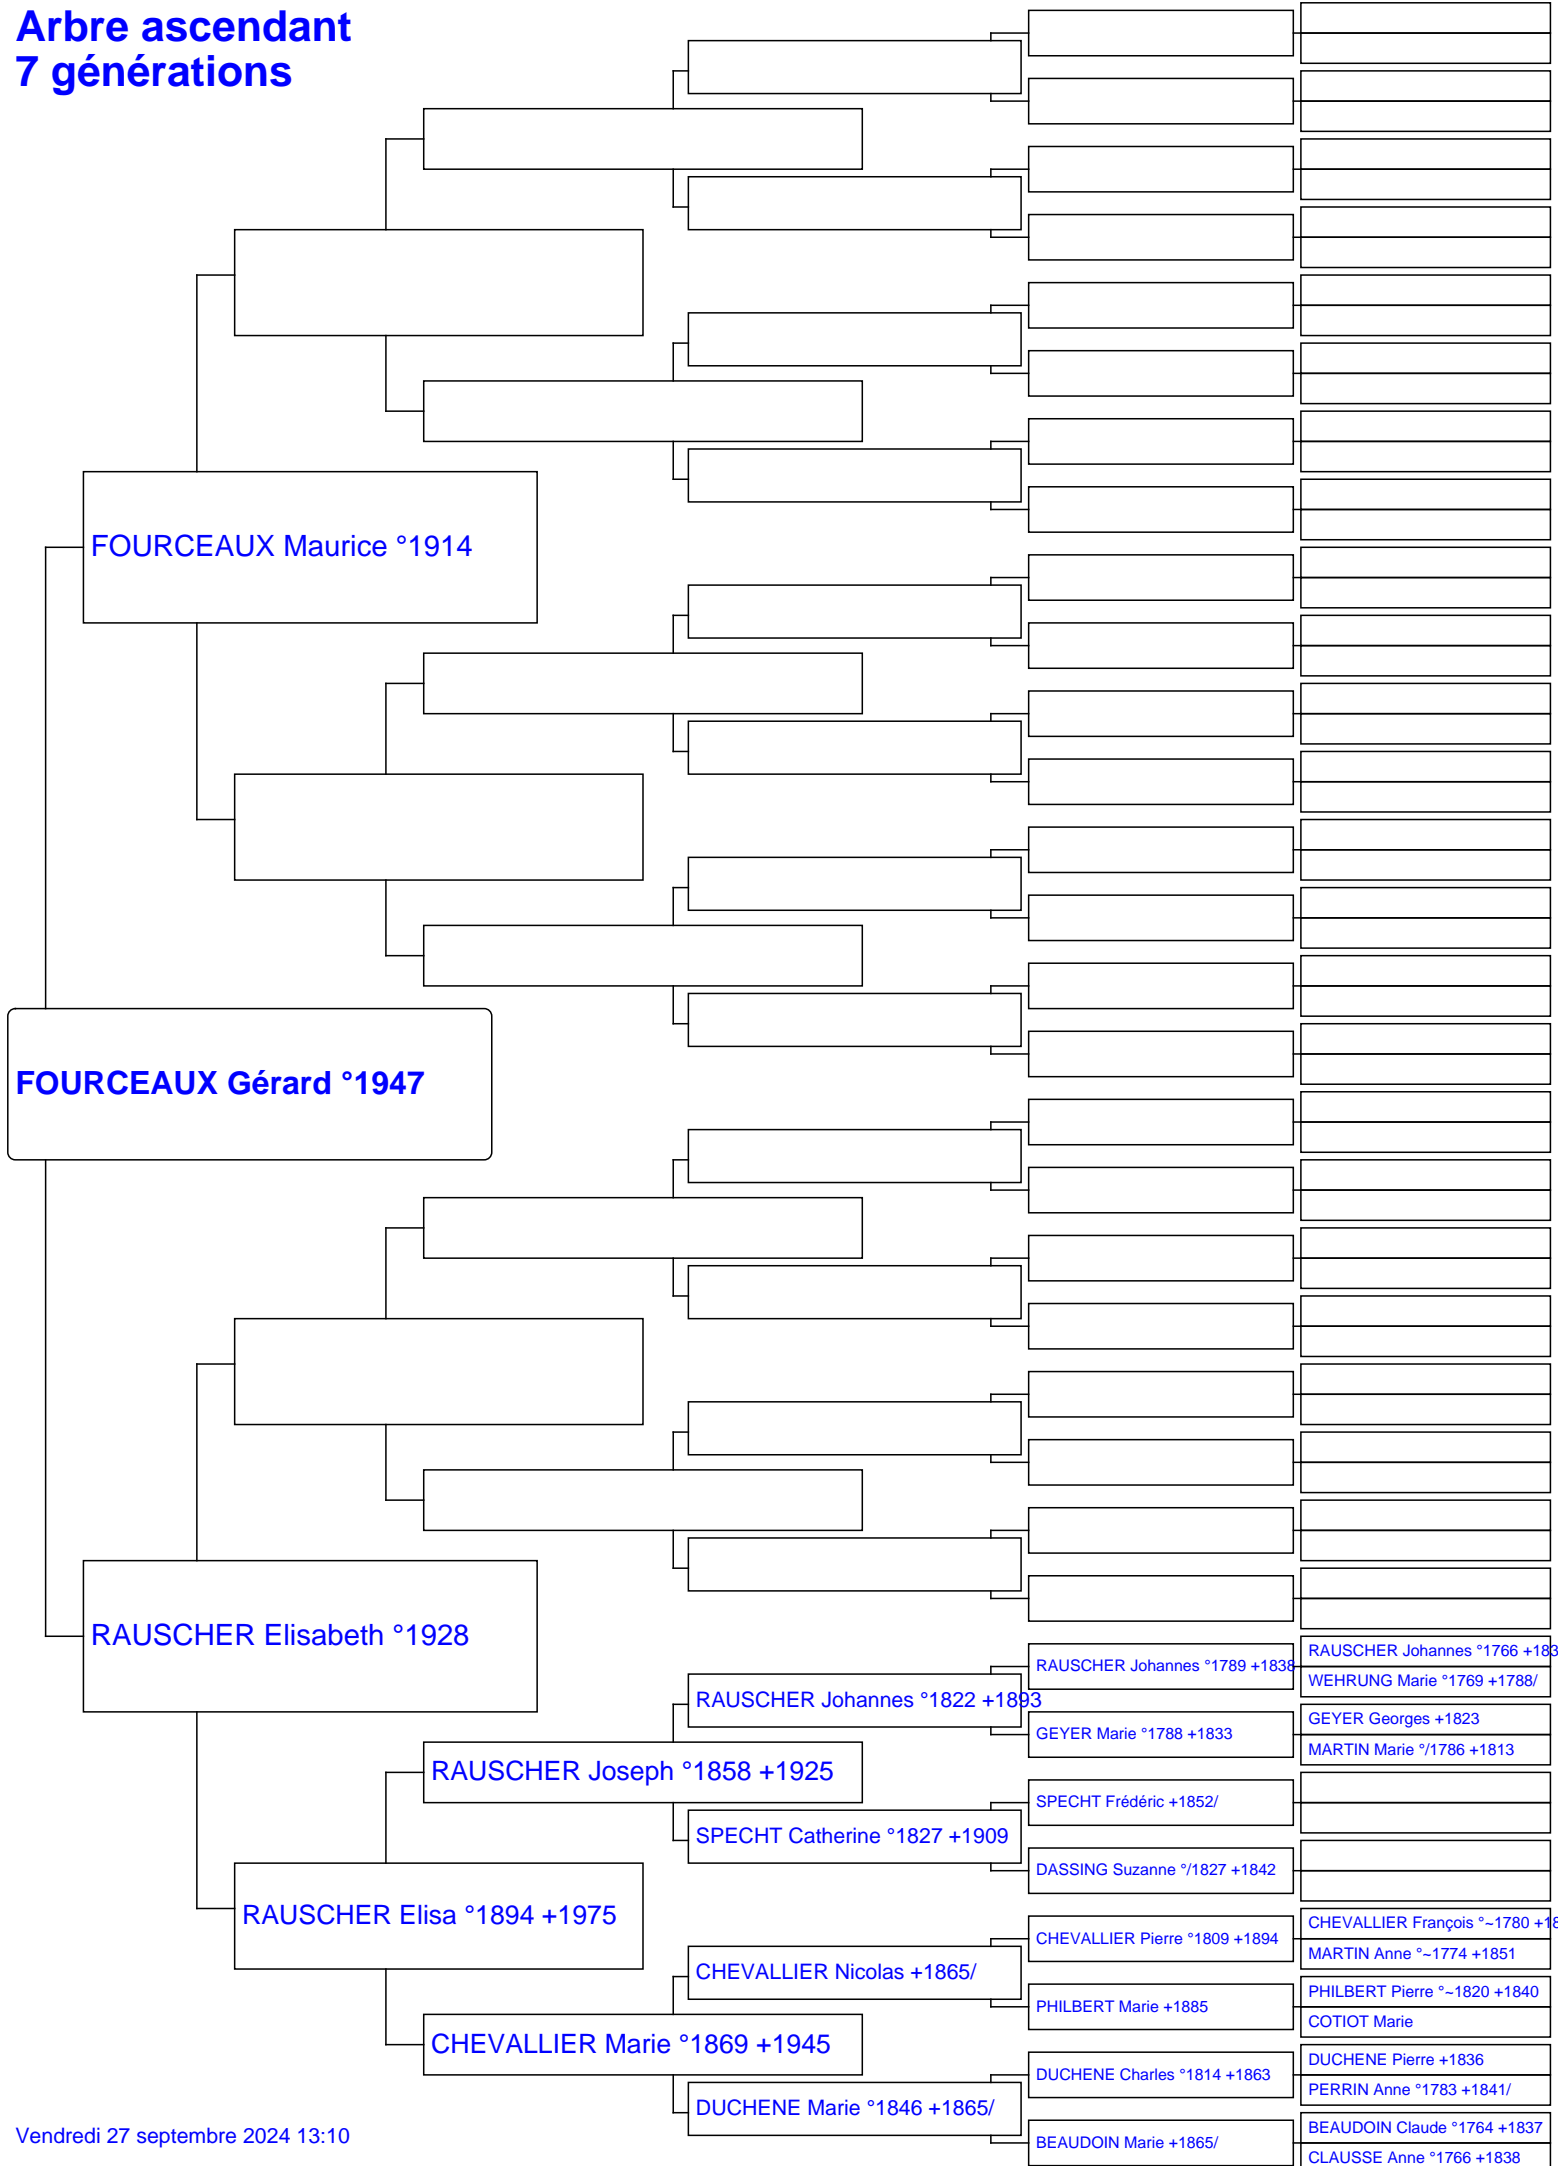 Arbre ascendant
7 générations
FOURCEAUX Maurice °1914
FOURCEAUX Gérard °1947
RAUSCHER Elisabeth °1928
RAUSCHER Elisa °1894 +1975
RAUSCHER Joseph °1858 +1925
CHEVALLIER Marie °1869 +1945
RAUSCHER Johannes °1822 +1893
SPECHT Catherine °1827 +1909
CHEVALLIER Nicolas +1865/
DUCHENE Marie °1846 +1865/
RAUSCHER Johannes °1789 +1838
GEYER Marie °1788 +1833
SPECHT Frédéric +1852/
DASSING Suzanne °/1827 +1842
CHEVALLIER Pierre °1809 +1894
PHILBERT Marie +1885
DUCHENE Charles °1814 +1863
BEAUDOIN Marie +1865/
RAUSCHER Johannes °1766
WEHRUNG Marie °1769 +1788/
GEYER Georges +1823
MARTIN Marie °/1786 +1813
CHEVALLIER François °~1780
MARTIN Anne °~1774 +1851
PHILBERT Pierre °~1820 +1840
COTIOT Marie
DUCHENE Pierre +1836
PERRIN Anne °1783 +1841/
BEAUDOIN Claude °1764 +1837
CLAUSSE Anne °1766 +1838
Vendredi 27 septembre 2024 13:10